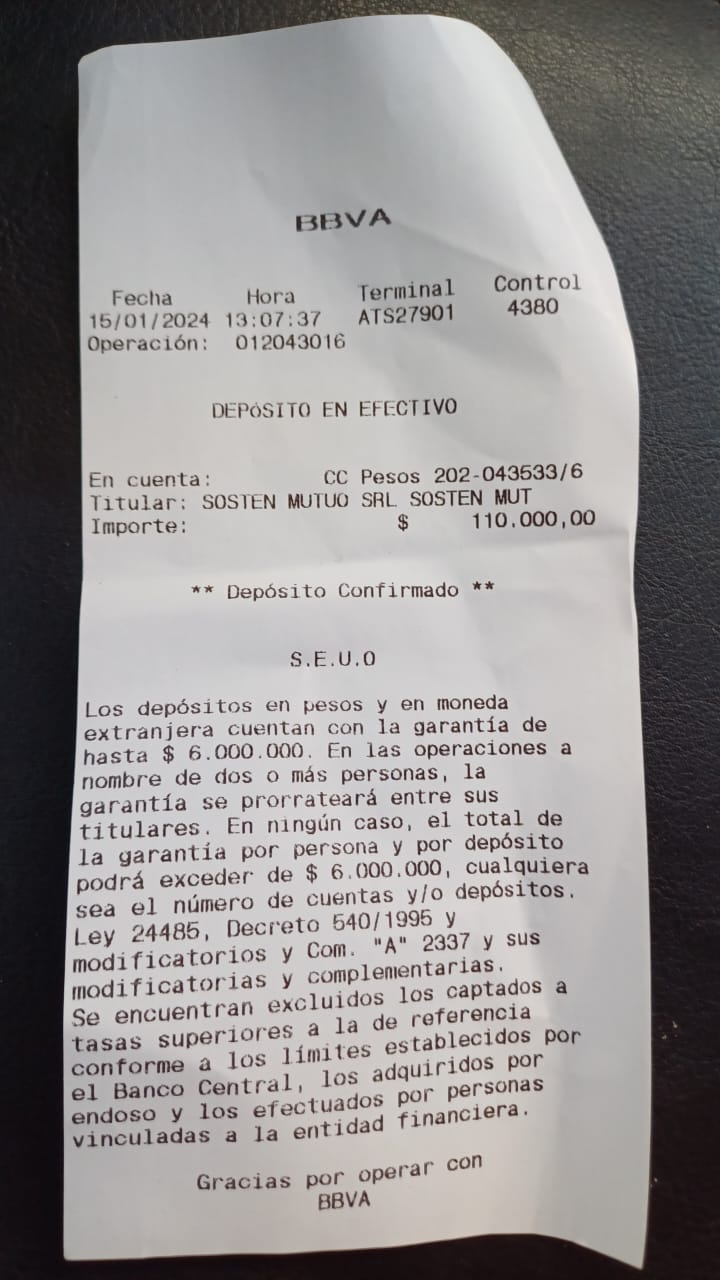 BBVA
Fecha Hora Terminal Control
15/01/2024 13:07:37 ATS27901 4380
Operación: 012043016
DEPóSITO EN EFECTIVO
En cuenta: CC Pesos 202-043533/6
Titular: SOSTEN MUTUO SRL SOSTEN MUT
Importe: $ 110.000,00
** Depósito Confirmado **
S.E.U.O
Los depósitos en pesos y en moneda
extranjera cuentan con la garantía de
hasta $ 6.000.000. En las operaciones a
nombre de dos o más personas, la
garantía se prorrateará entre sus
titulares. En ningún caso, el total de
la garantía por persona y por depósito
podrá exceder de $ 6.000.000, cualquiera
sea el número de cuentas y/o depósitos.
Ley 24485, Decreto 540/1995 y
modificatorios y Com. "A" 2337 y sus
modificatorias y complementarias.
Se encuentran excluidos los captados a
tasas superiores a la de referencia
conforme a los límites establecidos por
el Banco Central, los adquiridos por
endoso y los efectuados por personas
vinculadas a la entidad financiera.
Gracias por operar con
BBVA